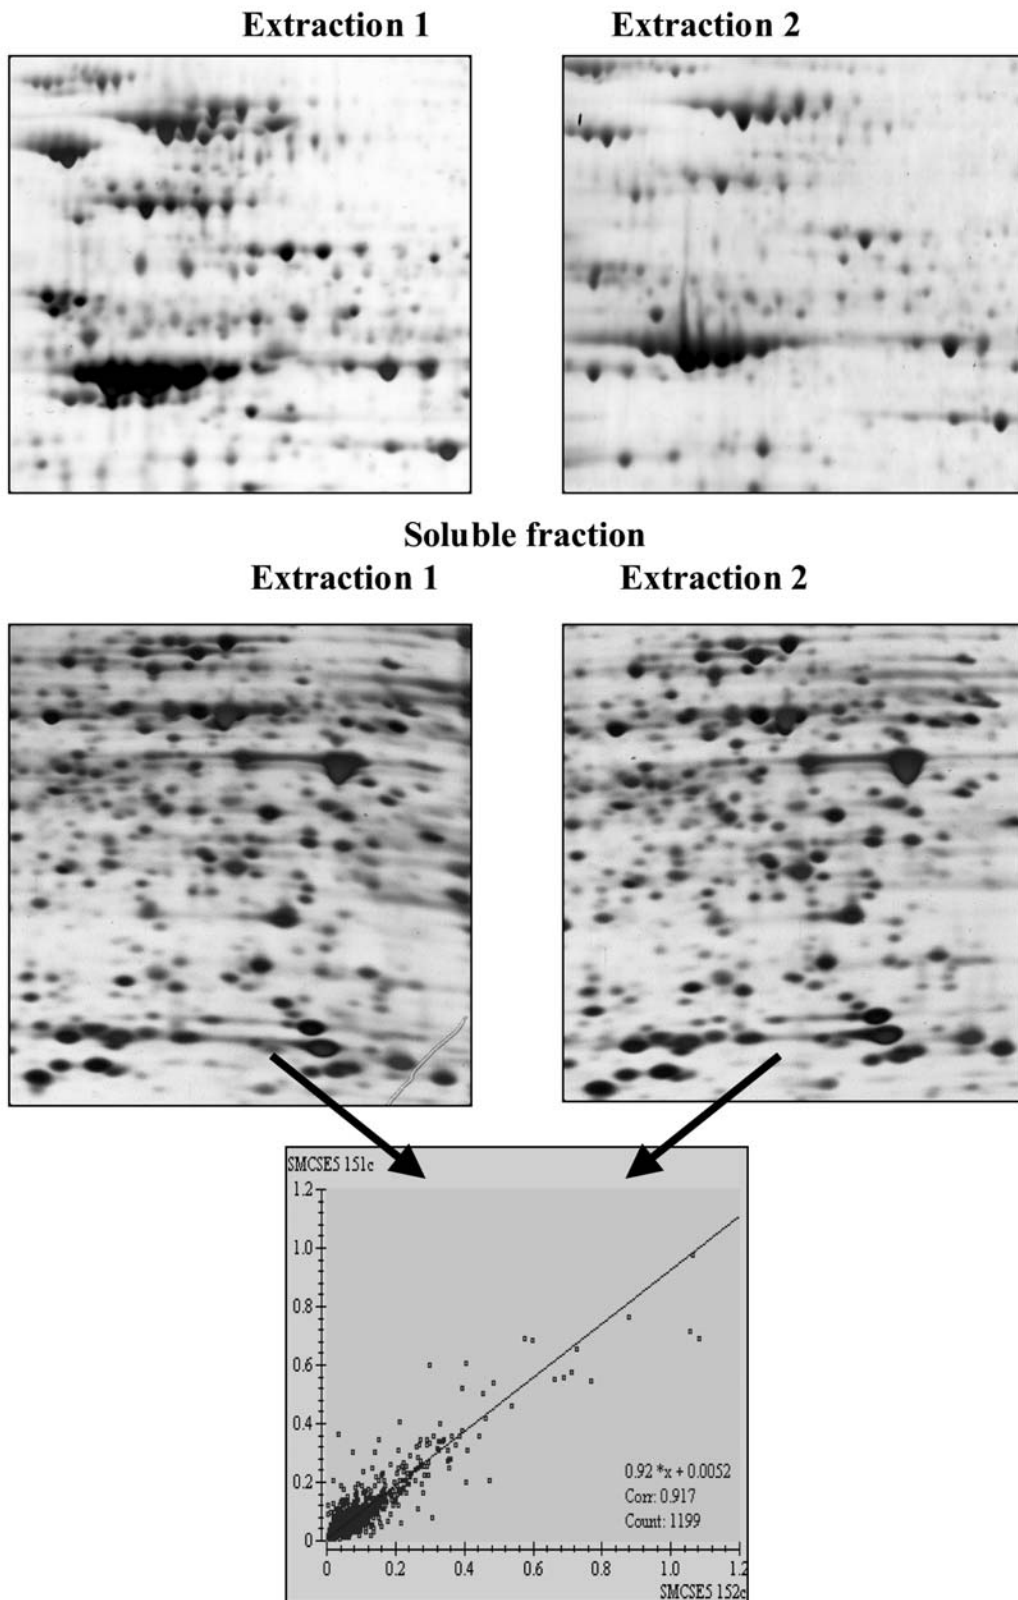 Extraction 1 Extraction 2
Soluble fraction
Extraction 1 Extraction 2
SMCSE5 151c
1.2
1.0
0.8
0.6
0.4
0.92 *x + 0.0052
0.2
Corr: 0.917
Count: 1199
0
0 0.2 0.4 0.6 0.8 1.0 1.2
SMCSE5 152c